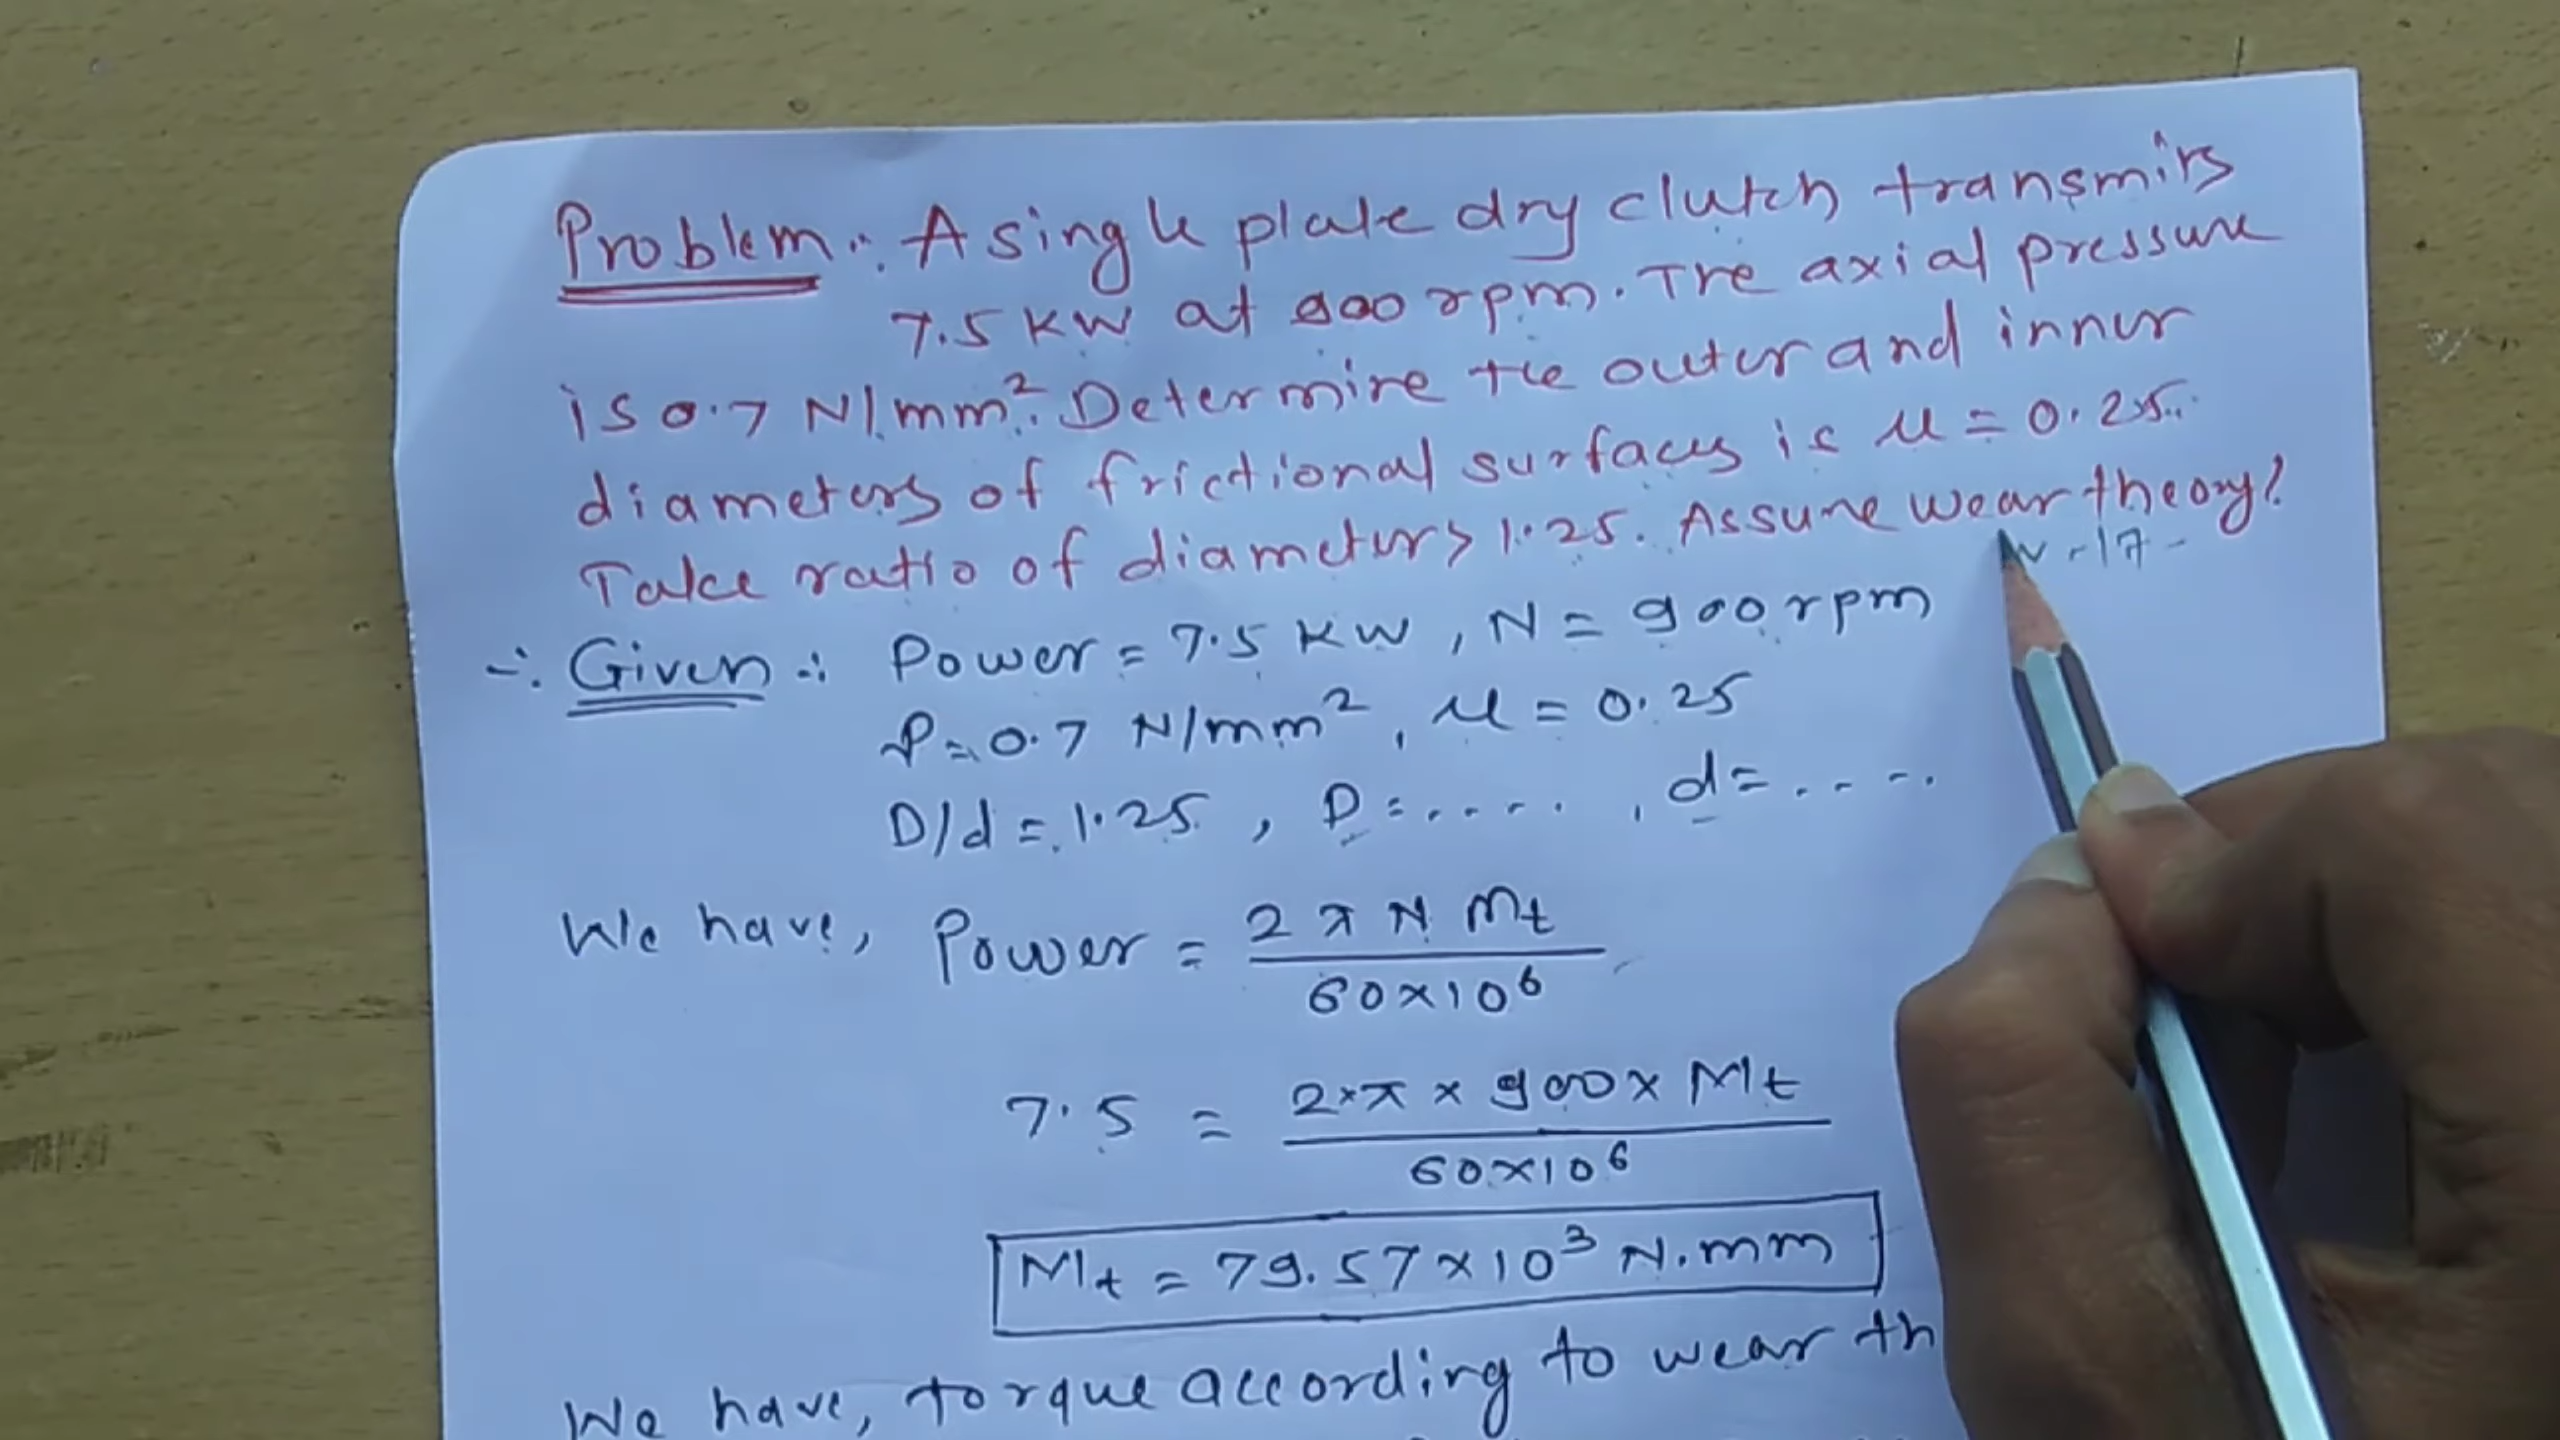 Problem:- A single plate dry clutch transmits
7.5 KW at 900 rpm. The axial pressure
is 0.7 N/mm². Determine the outer and inner
diameters of frictional surfaces is μ = 0.25.
Take ratio of diameters 1.25. Assume wear theory?
W-17-
∴ Given :- Power = 7.5 KW, N = 900 rpm
P = 0.7 N/mm², μ = 0.25
D/d = 1.25, D = ...., d = ....
We have, Power = 2 π N Mt / 60×10⁶
7.5 = 2×π×900×Mt / 60×10⁶
Mt = 79.57×10³ N.mm
We have, torque according to wear th